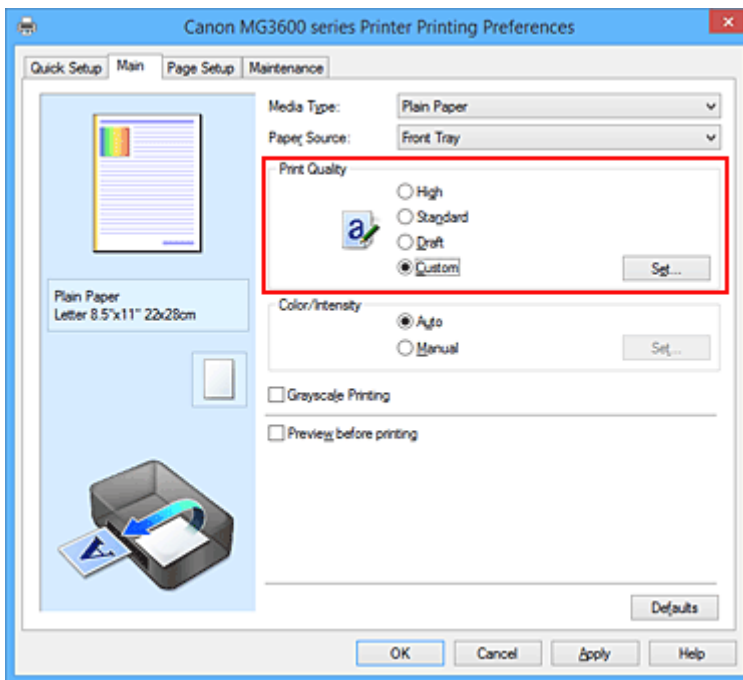 Canon MG3600 series Printer Printing Preferences
Quick Setup Main Page Setup Maintenance
Media Type: Plain Paper
Paper Source: Front Tray
Print Quality
High
Standard
a
Draft
Custom Set...
Plain Paper
Letter 8.5"x11" 22x28cm
Color/Intensity
Auto
Manual Set...
Grayscale Printing
Preview before printing
A
Defaults
OK Cancel Apply Help